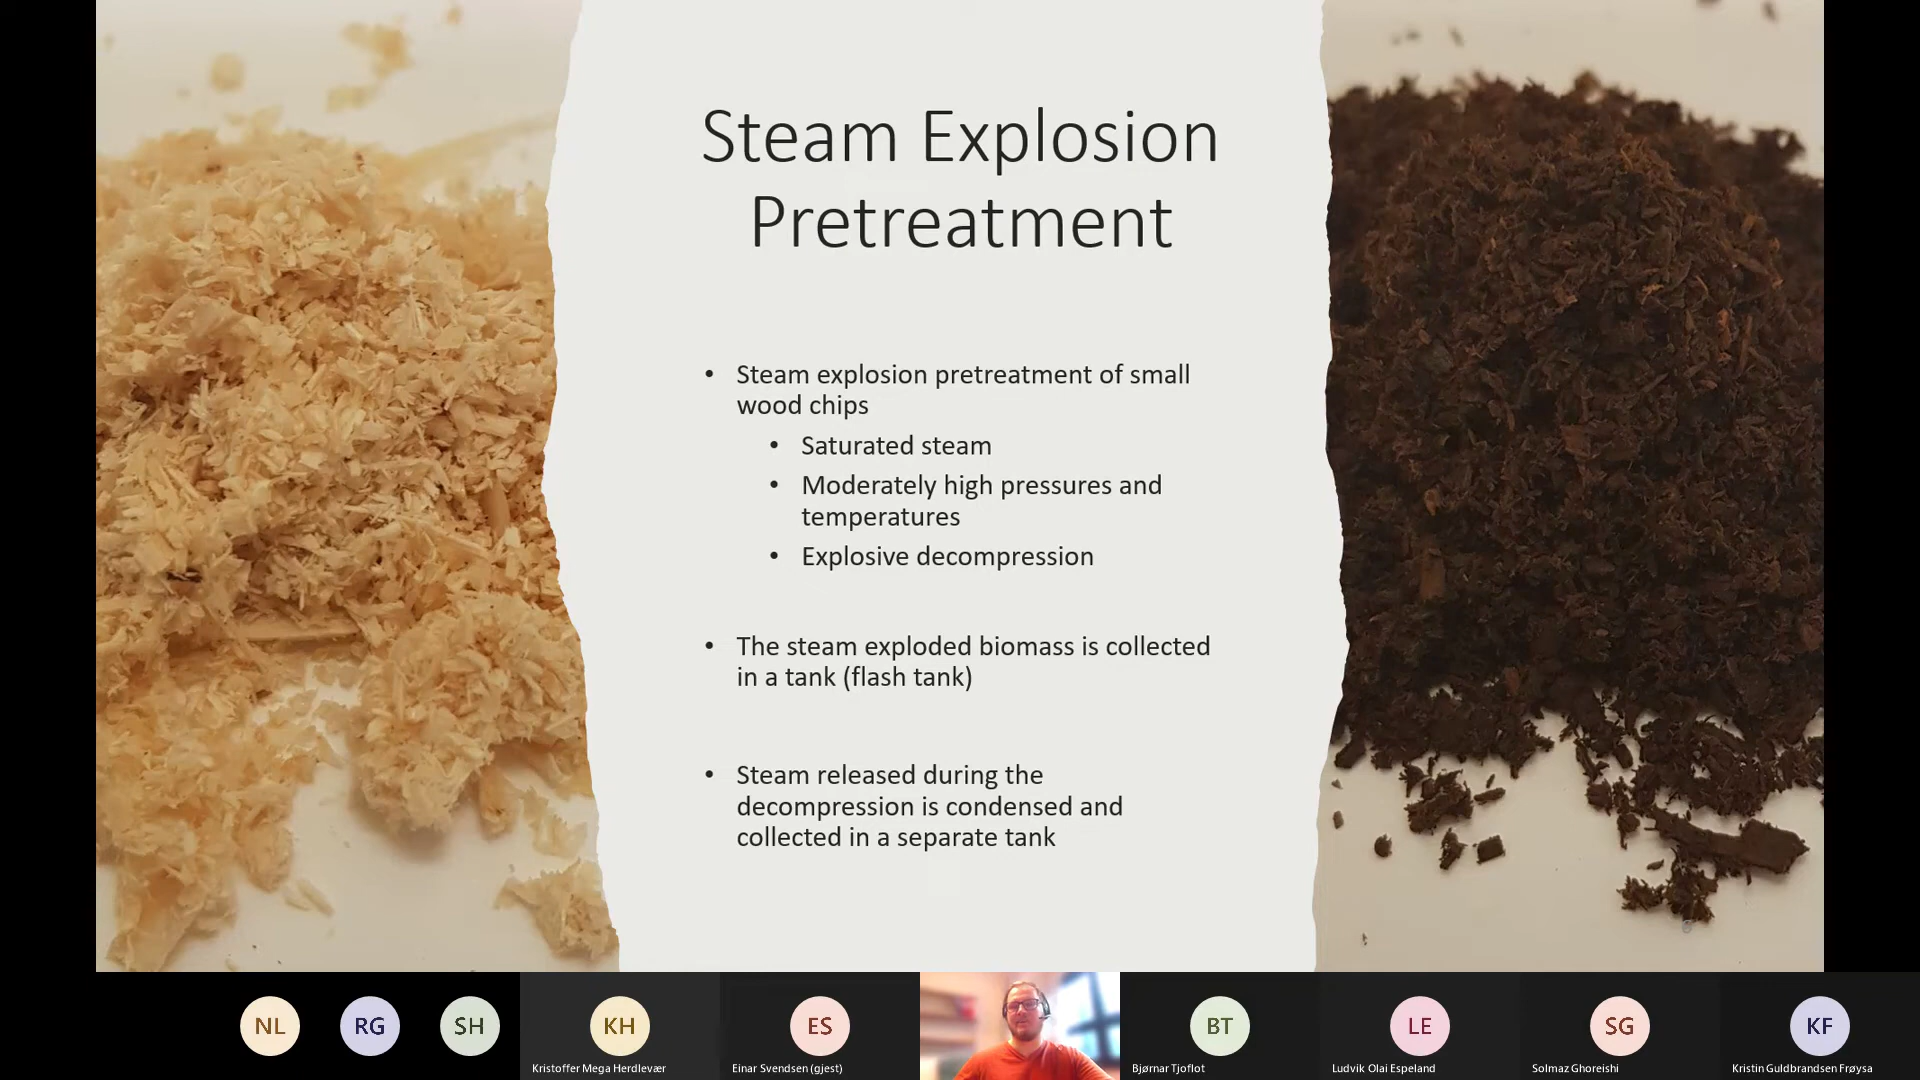 Steam Explosion
Pretreatment
• Steam explosion pretreatment of small
wood chips
• Saturated steam
• Moderately high pressures and
temperatures
• Explosive decompression
• The steam exploded biomass is collected
in a tank (flash tank)
• Steam released during the
decompression is condensed and
collected in a separate tank
NL
RG
SH
KH
ES
BT
LE
SG
KF
Kristoffer Mega Herdlevær
Einar Svendsen (gjest)
Bjørnar Tjoflot
Ludvik Olai Espeland
Solmaz Ghoreishi
Kristin Guldbrandsen Frøysa